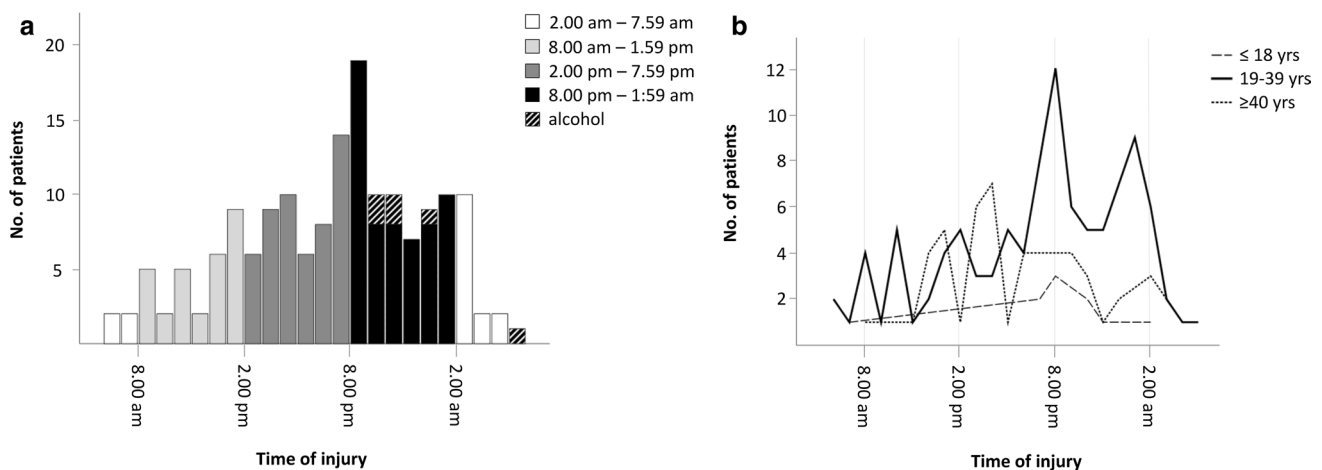 a
2.00 am – 7.59 am
8.00 am – 1.59 pm
2.00 pm – 7.59 pm
8.00 pm – 1:59 am
alcohol
No. of patients
20
15
10
5
8.00 am
2.00 pm
8.00 pm
2.00 am
Time of injury
b
≤ 18 yrs
19-39 yrs
≥40 yrs
No. of patients
12
10
8
6
4
2
8.00 am
2.00 pm
8.00 pm
2.00 am
Time of injury